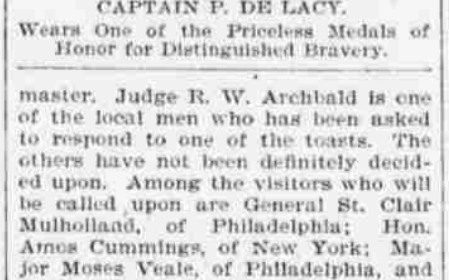 CAPTAIN P. DE LACY.
Wears One of the Priceless Medals of
Honor for Distinguished Bravery.
master. Judge R. W. Archbald is one
of the local men who has been asked
to respond to one of the toasts. The
others have not been definitely decid-
ed upon. Among the visitors who will
be called upon are General St. Clair
Mulholland, of Philadelphia; Hon.
Amos Cummings, of New York; Ma-
jor Moses Veale, of Philadelphia, and